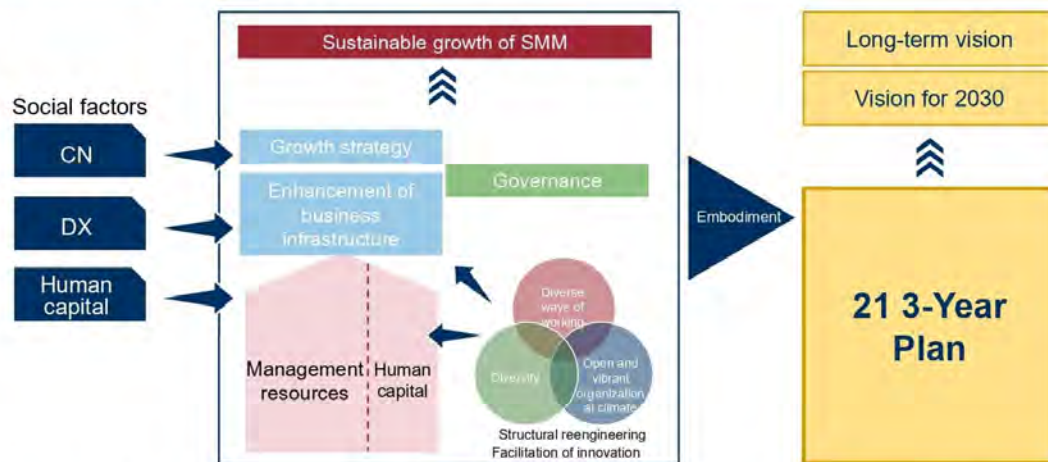 Sustainable growth of SMM
Social factors
CN
DX
Human
capital
Growth strategy
Enhancement of
business
infrastructure
Governance
Management
resources
Human
capital
Diverse
way of
working
Diversity
Open and
vibrant
organization
al climate
Structural reengineering
Facilitation of innovation
Embodiment
Long-term vision
Vision for 2030
21 3-Year
Plan